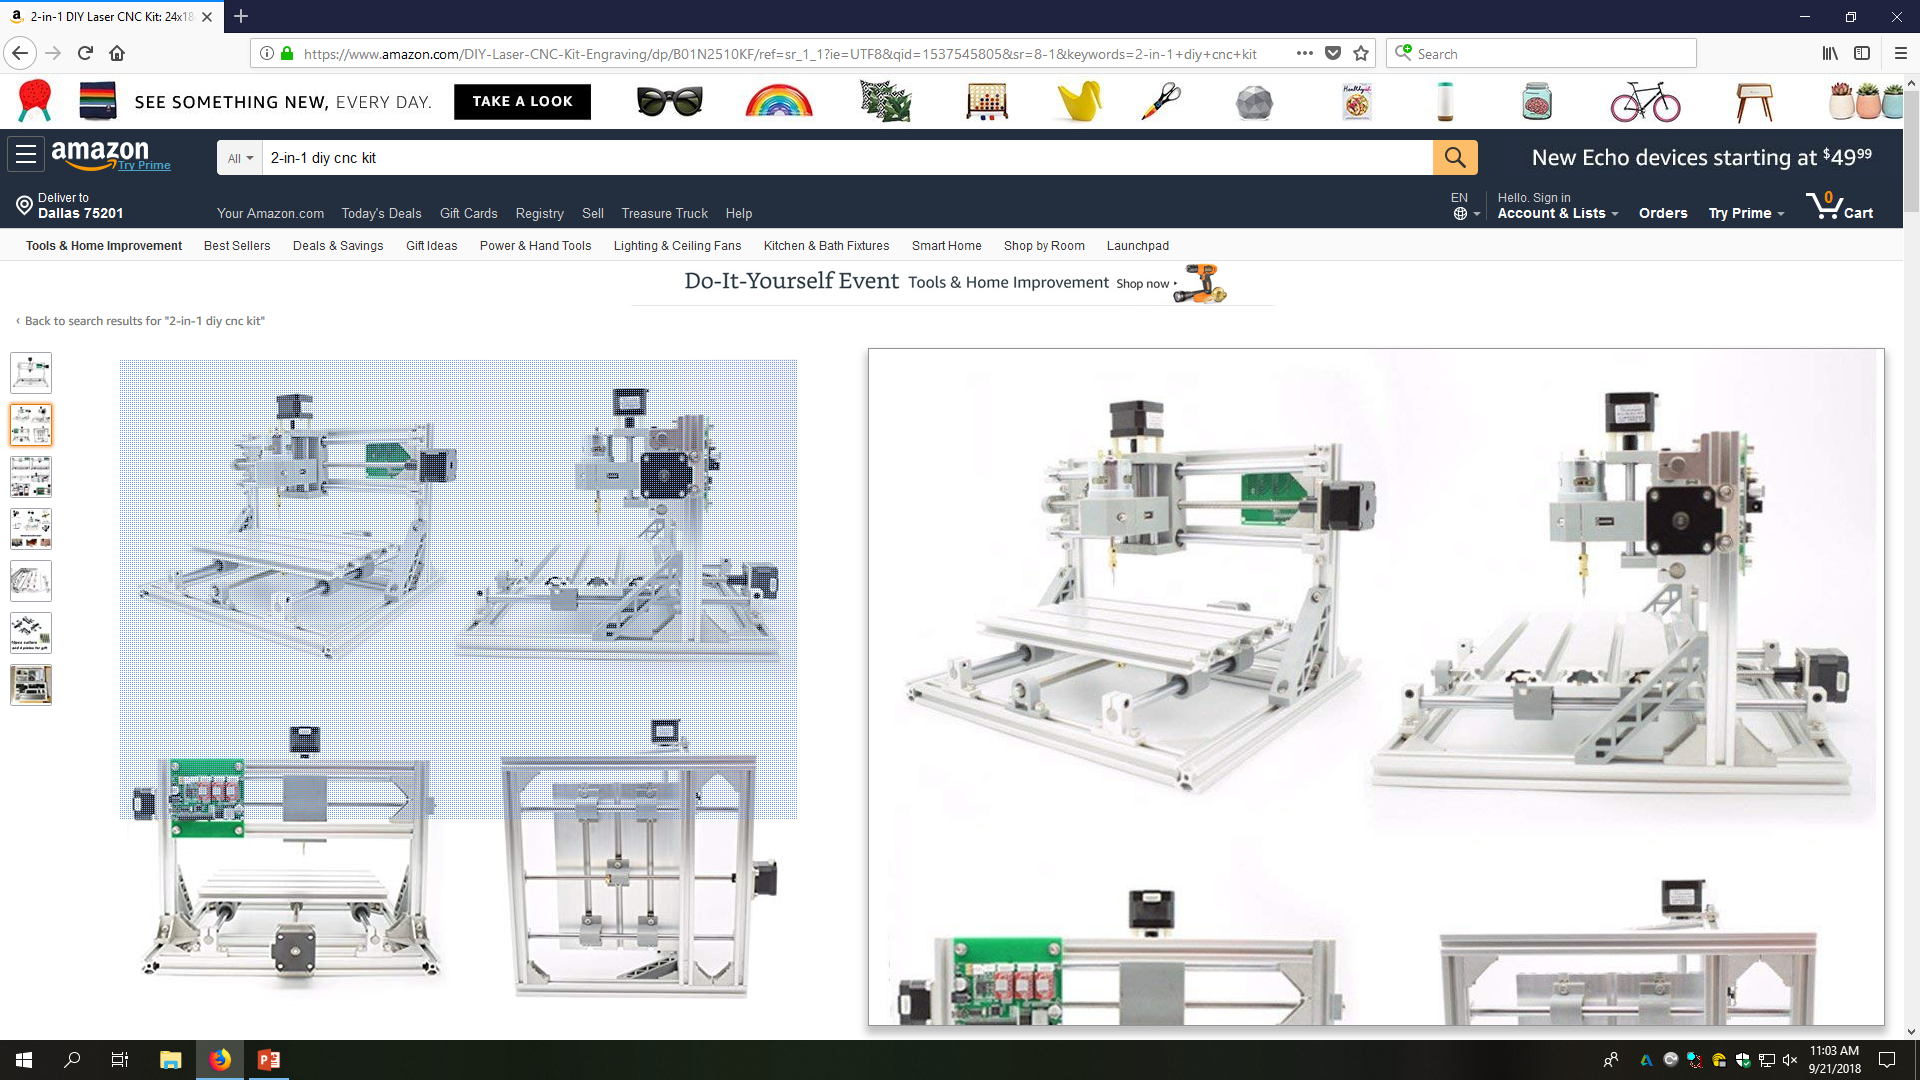 2-in-1 DIY Laser CNC Kit: 24x18
https://www.amazon.com/DIY-Laser-CNC-Kit-Engraving/dp/B01N2510KF/ref=sr_1_1?ie=UTF8&qid=1537545805&sr=8-1&keywords=2-in-1+diy+cnc+kit
Search
SEE SOMETHING NEW, EVERY DAY. TAKE A LOOK
amazon
Try Prime
All
2-in-1 diy cnc kit
New Echo devices starting at $49 99
Deliver to
Dallas 75201
Your Amazon.com Today's Deals Gift Cards Registry Sell Treasure Truck Help
EN
Hello. Sign in
Account & Lists Orders Try Prime 0 Cart
Tools & Home Improvement Best Sellers Deals & Savings Gift Ideas Power & Hand Tools Lighting & Ceiling Fans Kitchen & Bath Fixtures Smart Home Shop by Room Launchpad
Do-It-Yourself Event Tools & Home Improvement Shop now
‹ Back to search results for "2-in-1 diy cnc kit"
11:03 AM
9/21/2018